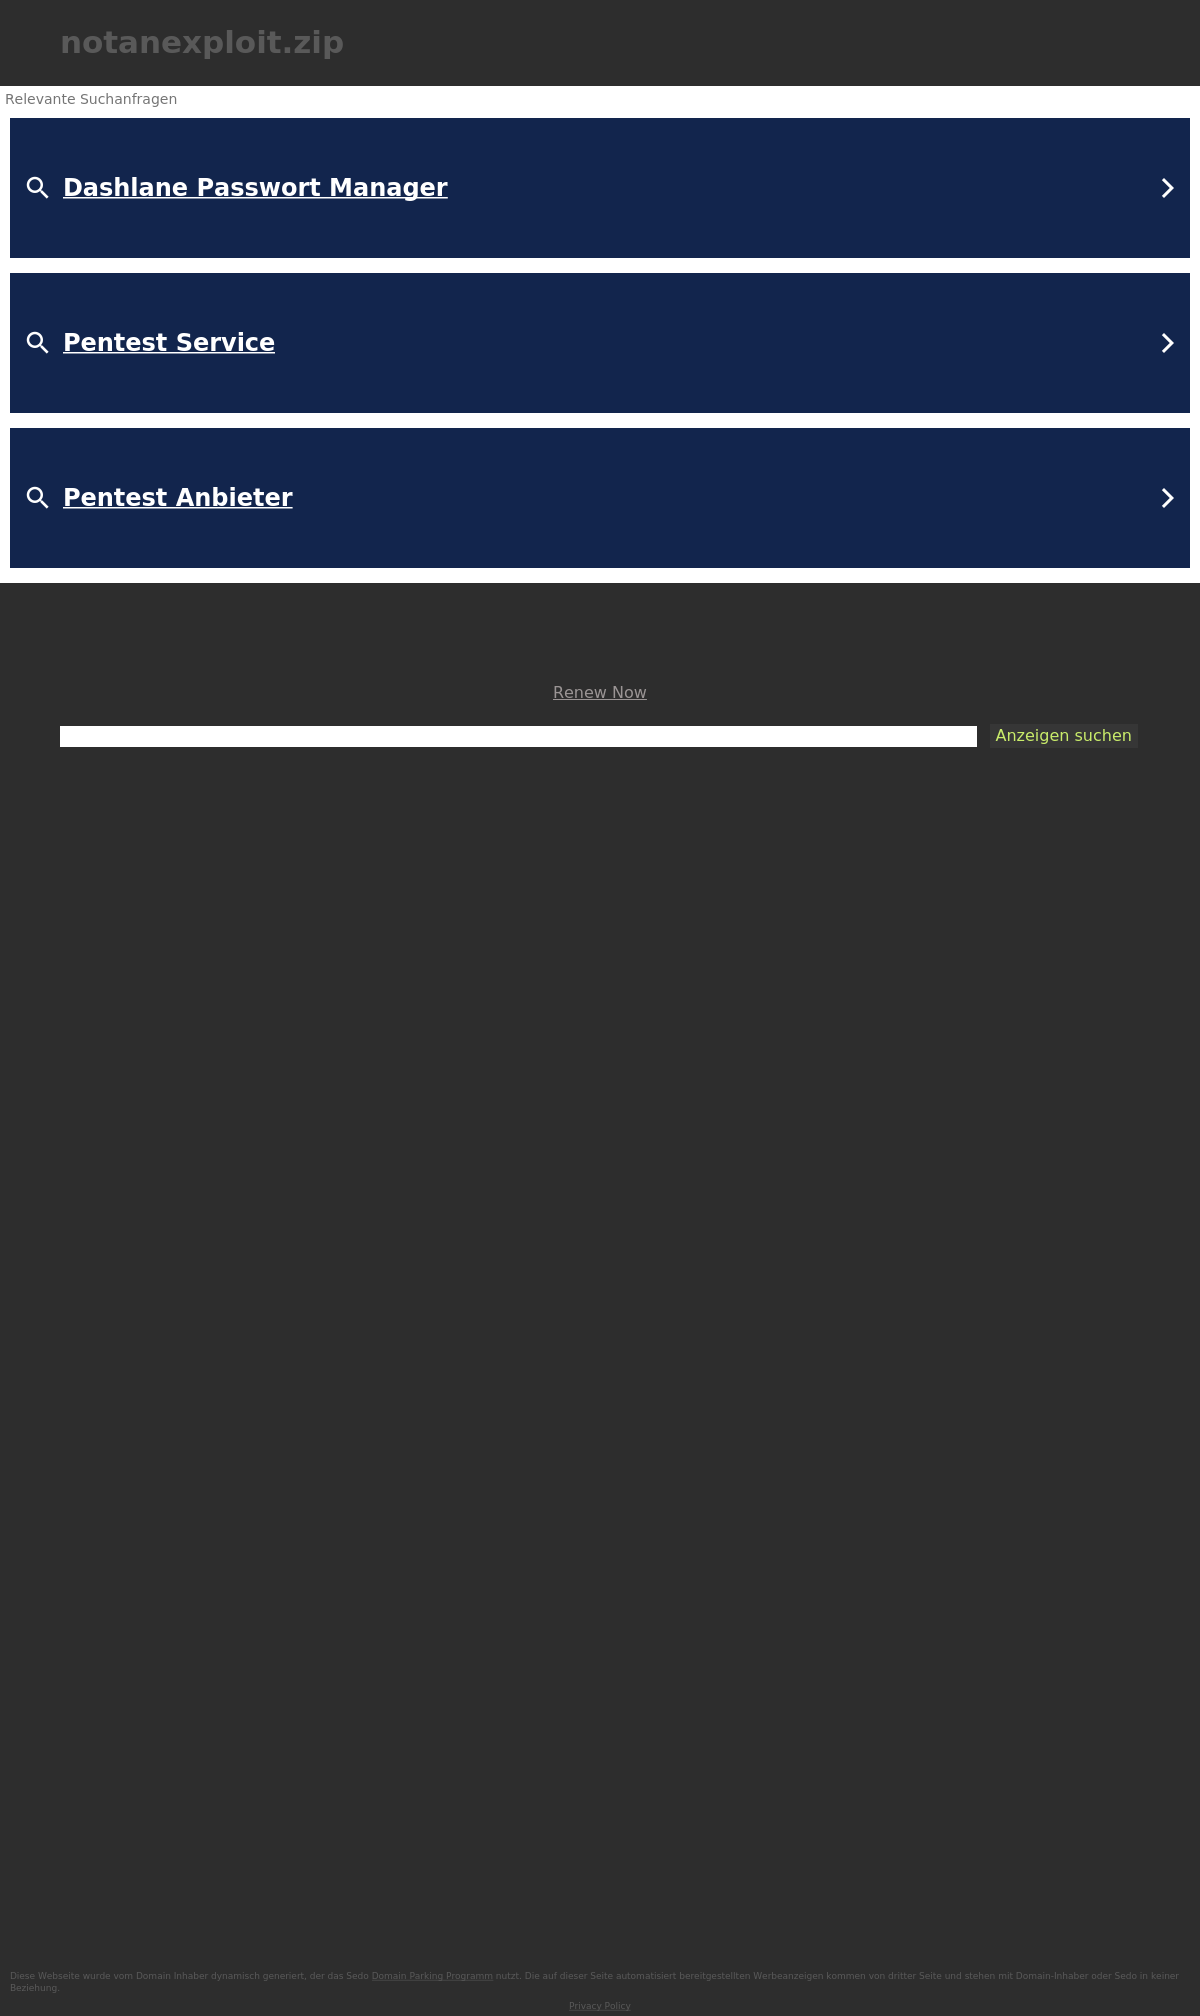 notanexploit.zip
Relevante Suchanfragen
Dashlane Passwort Manager
Pentest Service
Pentest Anbieter
Renew Now
Anzeigen suchen
Diese Webseite wurde vom Domain Inhaber dynamisch generiert, der das Sedo Domain Parking Programm nutzt. Die auf dieser Seite automatisiert bereitgestellten Werbeanzeigen kommen von dritter Seite und stehen mit Domain-Inhaber oder Sedo in keiner
Beziehung.
Privacy Policy